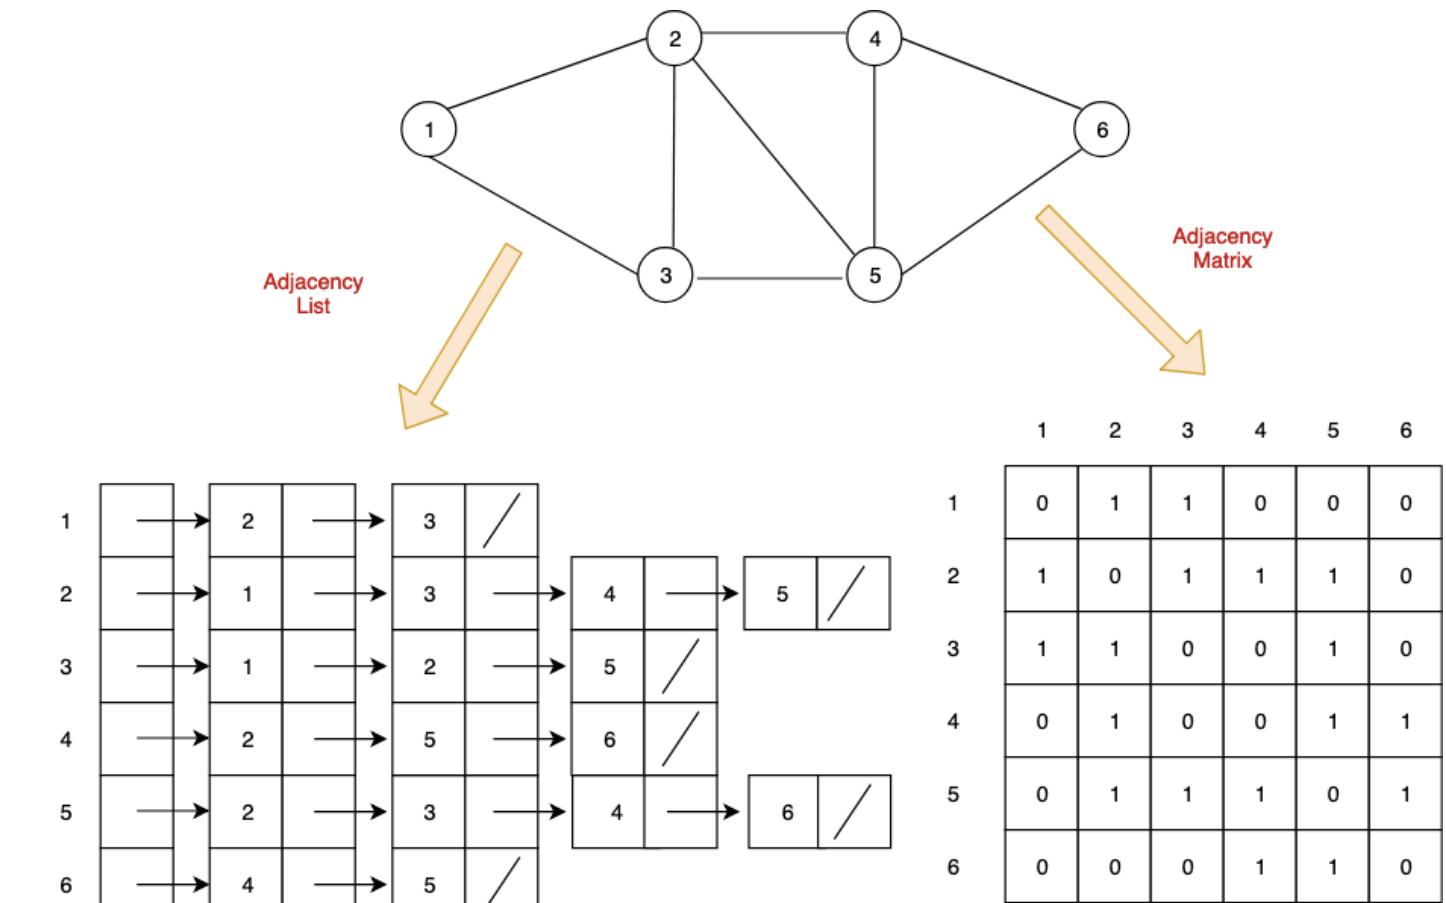 2 4
1 6
3 5
Adjacency
List
Adjacency
Matrix
1 2 3 4 5 6
1 2 3
2 1 3 4 5
3 1 2 5
4 2 5 6
5 2 3 4 6
6 4 5
1 0 1 1 0 0 0
2 1 0 1 1 1 0
3 1 1 0 0 1 0
4 0 1 0 0 1 1
5 0 1 1 1 0 1
6 0 0 0 1 1 0